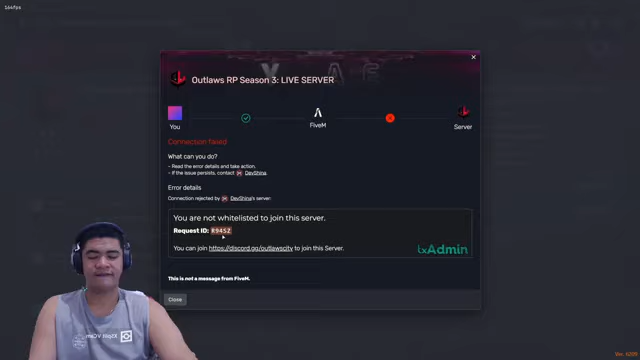 164fps
Outlaws RP Season 3: LIVE SERVER
You
FiveM
Server
Connection failed
What can you do?
- Read the error details and take action.
- If the issue persists, contact DevShina.
Error details
Connection rejected by DevShina's server:
You are not whitelisted to join this server.
Request ID: R94SZ
You can join https://discord.gg/outlawscity to join this Server.
txAdmin
This is not a message from FiveM.
Close